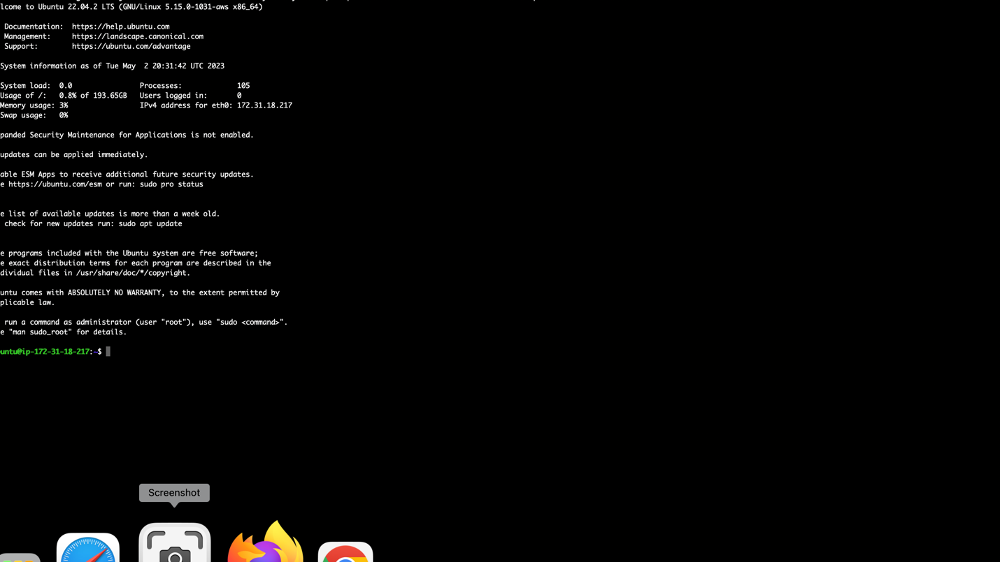 lcome to Ubuntu 22.04.2 LTS (GNU/Linux 5.15.0-1031-aws x86_64)
Documentation:  https://help.ubuntu.com
Management:     https://landscape.canonical.com
Support:        https://ubuntu.com/advantage
System information as of Tue May  2 20:31:42 UTC 2023
System load:  0.0                Processes:             105
Usage of /:   0.8% of 193.65GB   Users logged in:       0
Memory usage: 3%                 IPv4 address for eth0: 172.31.18.217
Swap usage:   0%
panded Security Maintenance for Applications is not enabled.
updates can be applied immediately.
able ESM Apps to receive additional future security updates.
e https://ubuntu.com/esm or run: sudo pro status
e list of available updates is more than a week old.
check for new updates run: sudo apt update
e programs included with the Ubuntu system are free software;
e exact distribution terms for each program are described in the
dividual files in /usr/share/doc/*/copyright.
untu comes with ABSOLUTELY NO WARRANTY, to the extent permitted by
plicable law.
run a command as administrator (user "root"), use "sudo <command>".
e "man sudo_root" for details.
untu@ip-172-31-18-217:~$
Screenshot